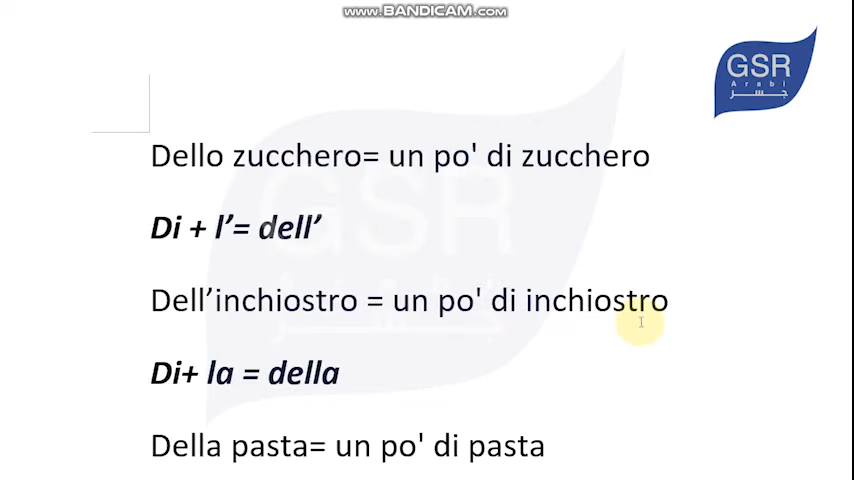 www.BANDICAM.com
GSR
Arabi
جسر
Dello zucchero= un po' di zucchero
Di + l’= dell’
Dell’inchiostro = un po' di inchiostro
Di+ la = della
Della pasta= un po' di pasta